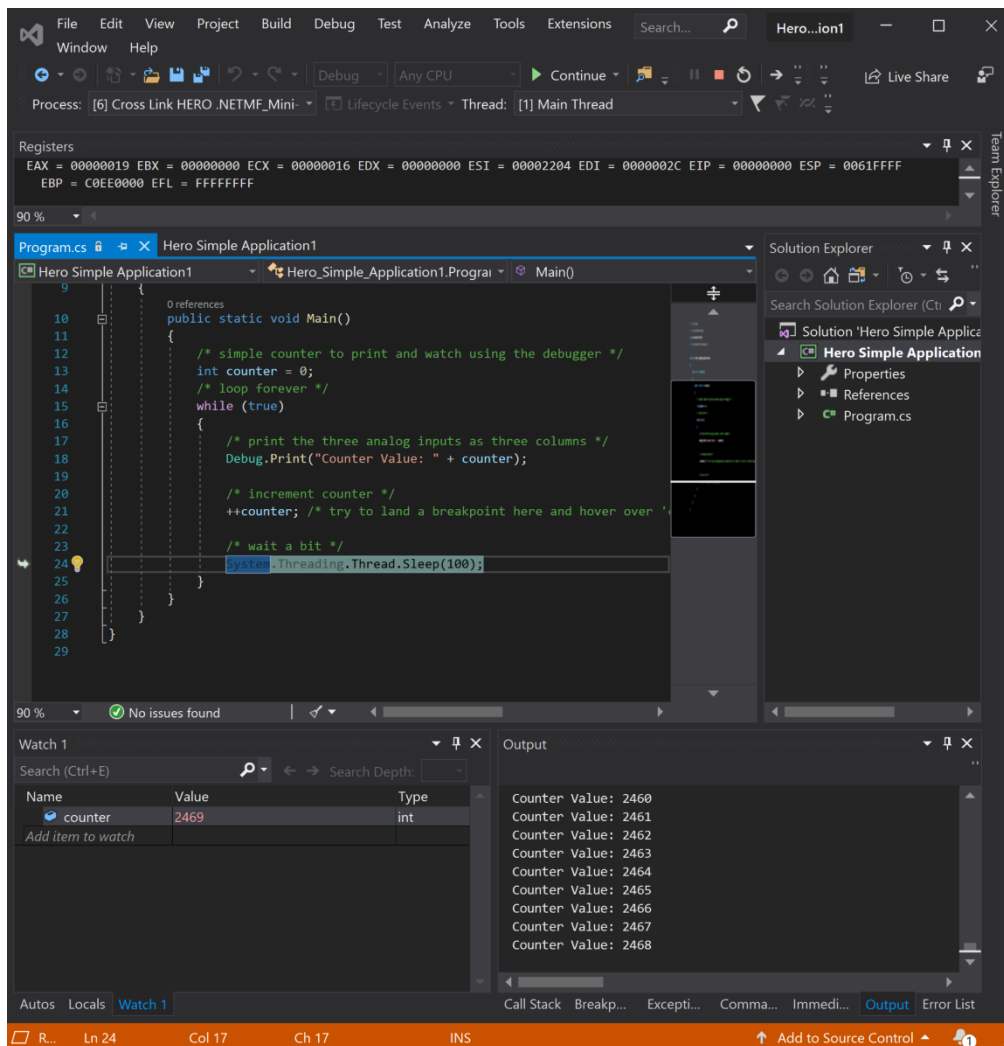 File Edit View Project Build Debug Test Analyze Tools Extensions Search... Hero...ion1
Window Help
Debug Any CPU Continue Live Share
Process: [6] Cross Link HERO .NETMF_Mini- Lifecycle Events Thread: [1] Main Thread
Team Explorer
Registers
EAX = 00000019 EBX = 00000000 ECX = 00000016 EDX = 00000000 ESI = 00002204 EDI = 0000002C EIP = 00000000 ESP = 0061FFFF
EBP = C0EE0000 EFL = FFFFFFFF
90 %
Program.cs Hero Simple Application1
Hero Simple Application1 Hero_Simple_Application1.Program Main()
9 {
0 references
10 public static void Main()
11 {
12 /* simple counter to print and watch using the debugger */
13 int counter = 0;
14 /* loop forever */
15 while (true)
16 {
17 /* print the three analog inputs as three columns */
18 Debug.Print("Counter Value: " + counter);
19
20 /* increment counter */
21 ++counter; /* try to land a breakpoint here and hover over '
22
23 /* wait a bit */
24 System.Threading.Thread.Sleep(100);
25 }
26 }
27 }
28 }
29
90 % No issues found
Solution Explorer
Search Solution Explorer (Ct
Solution 'Hero Simple Applica
Hero Simple Application
Properties
References
Program.cs
Watch 1
Search (Ctrl+E) Search Depth:
Name Value Type
counter 2469 int
Add item to watch
Autos Locals Watch 1
Output
Counter Value: 2460
Counter Value: 2461
Counter Value: 2462
Counter Value: 2463
Counter Value: 2464
Counter Value: 2465
Counter Value: 2466
Counter Value: 2467
Counter Value: 2468
Call Stack Breakp... Excepti... Comma... Immedi... Output Error List
R... Ln 24 Col 17 Ch 17 INS Add to Source Control 1